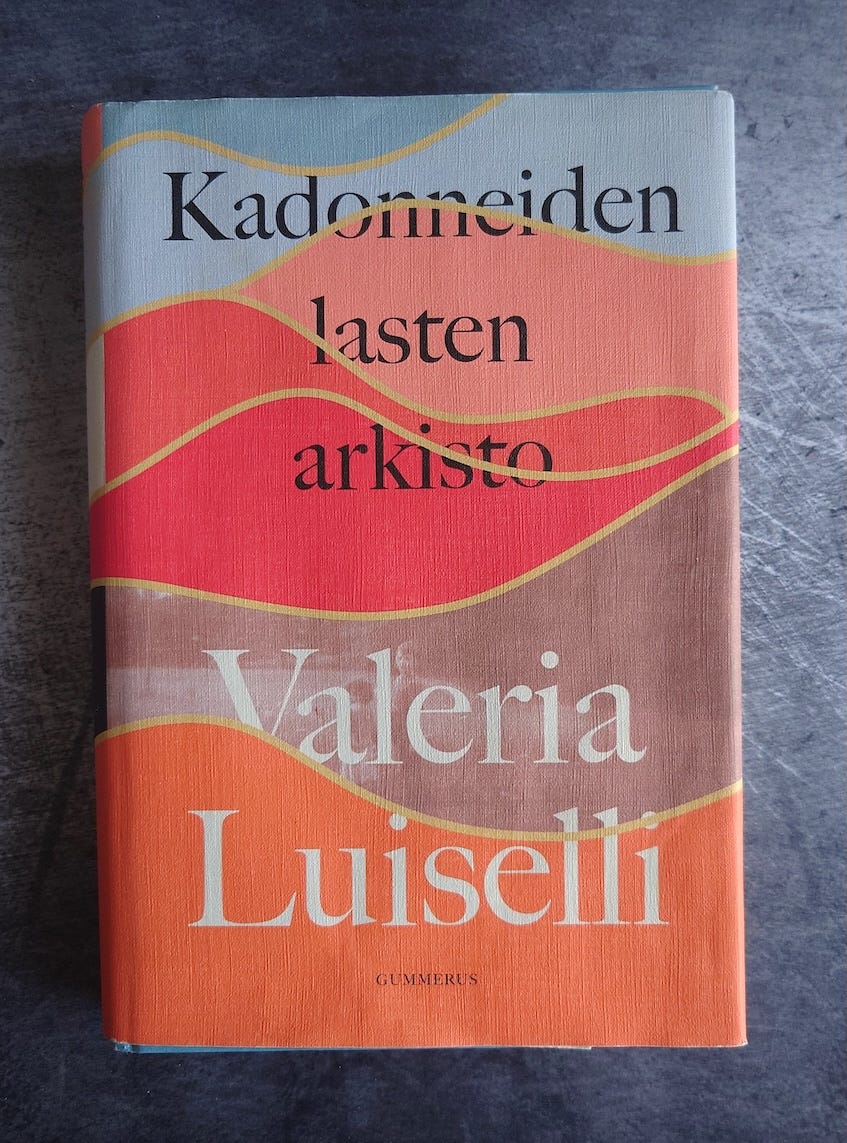 Kadonneiden
lasten
arkisto
Valeria
Luiselli
GUMMERUS